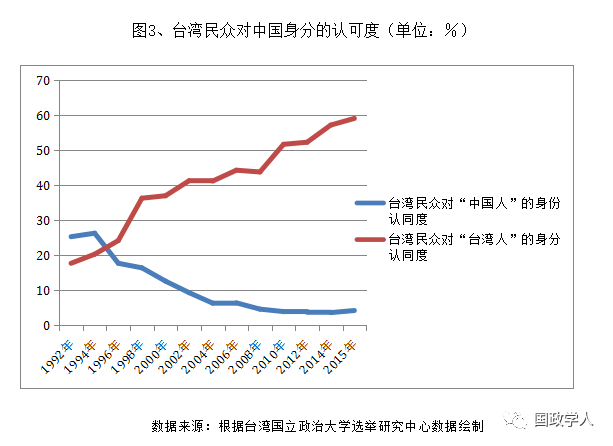 图3、台湾民众对中国身分的认可度（单位：%）
70
60
50
40
30
20
10
0
1992年
1994年
1996年
1998年
2000年
2002年
2004年
2006年
2008年
2010年
2012年
2014年
2015年
台湾民众对“中国人”的身份
认同度
台湾民众对“台湾人”的身分
认同度
数据来源：根据台湾国立政治大学选举研究中心数据绘制
国政学人